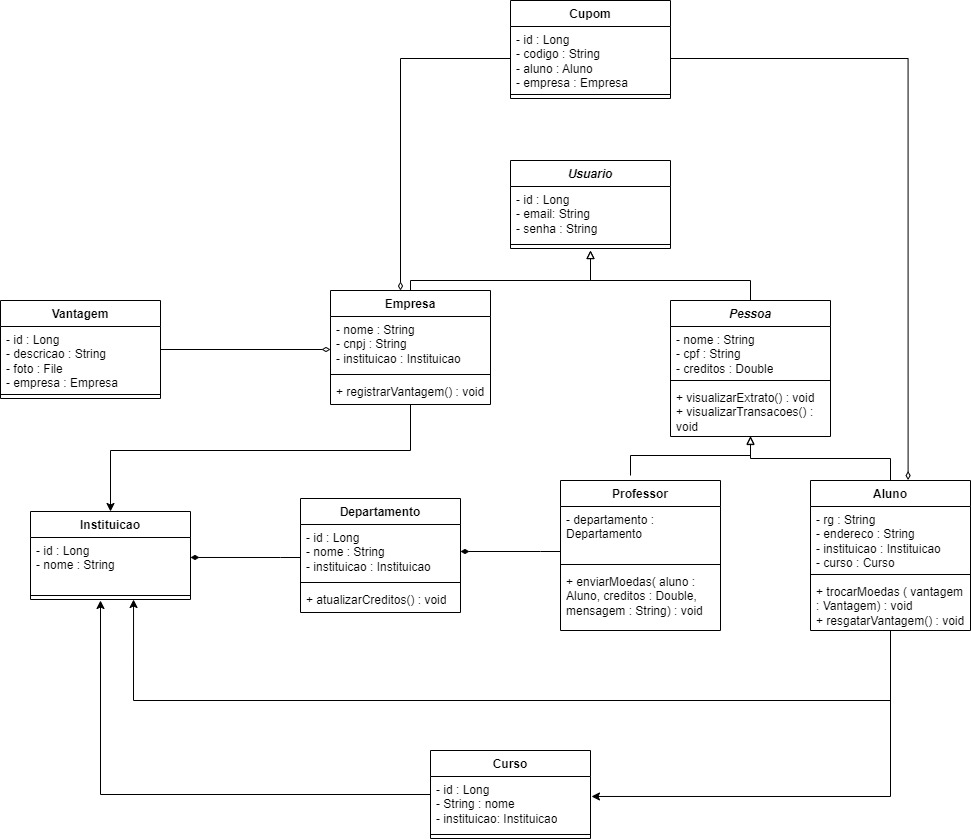 Cupom
- id : Long
- codigo : String
- aluno : Aluno
- empresa : Empresa
Usuario
- id : Long
- email: String
- senha : String
Vantagem
- id : Long
- descricao : String
- foto : File
- empresa : Empresa
Empresa
- nome : String
- cnpj : String
- instituicao : Instituicao
+ registrarVantagem() : void
Pessoa
- nome : String
- cpf : String
- creditos : Double
+ visualizarExtrato() : void
+ visualizarTransacoes() :
void
Instituicao
- id : Long
- nome : String
Departamento
- id : Long
- nome : String
- instituicao : Instituicao
+ atualizarCreditos() : void
Professor
- departamento :
Departamento
+ enviarMoedas( aluno :
Aluno, creditos : Double,
mensagem : String) : void
Aluno
- rg : String
- endereco : String
- instituicao : Instituicao
- curso : Curso
+ trocarMoedas ( vantagem
: Vantagem) : void
+ resgatarVantagem() : void
Curso
- id : Long
- String : nome
- instituicao: Instituicao